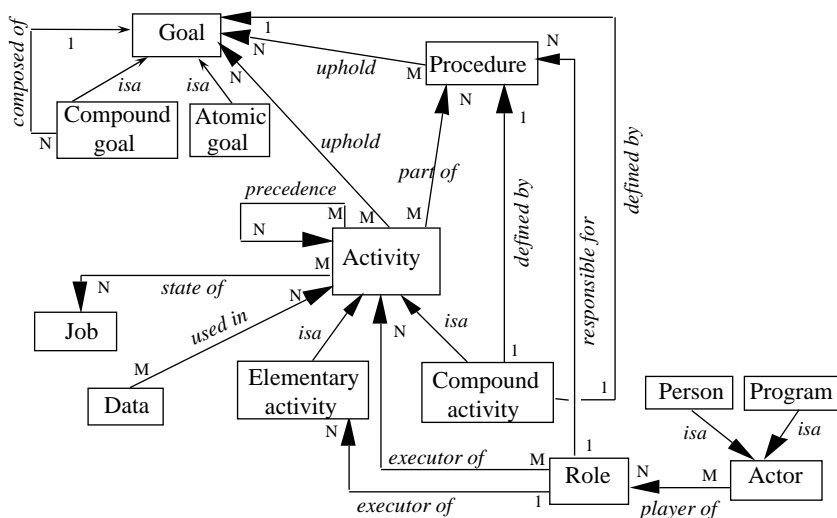 composed of
1
Goal
1
N
N
isa
isa
N
Compound
goal
Atomic
goal
uphold
M
Procedure
N
N
1
uphold
part of
defined by
defined by
responsible for
precedence
M
N
M
M
Activity
M
state of
N
Job
N
used in
M
Data
isa
N
isa
Elementary
activity
N
1
Compound
activity
1
Person
Program
isa
isa
executor of
M
1
Role
N
M
Actor
executor of
1
player of